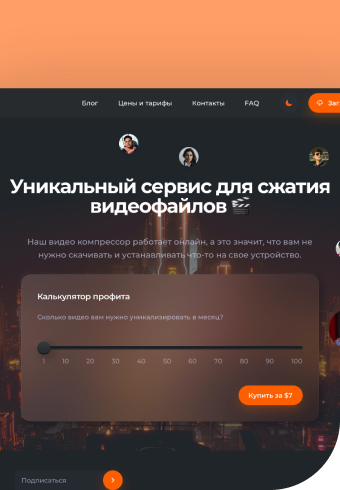 Блог Цены и тарифы Контакты FAQ Заг
Уникальный сервис для сжатия
видеофайлов
Наш видео компрессор работает онлайн, а это значит, что вам не
нужно скачивать и устанавливать что-то на свое устройство.
Калькулятор профита
Сколько видео вам нужно уникализировать в месяц?
1 10 20 30 40 50 60 70 80 90 100
Купить за $7
Подписаться